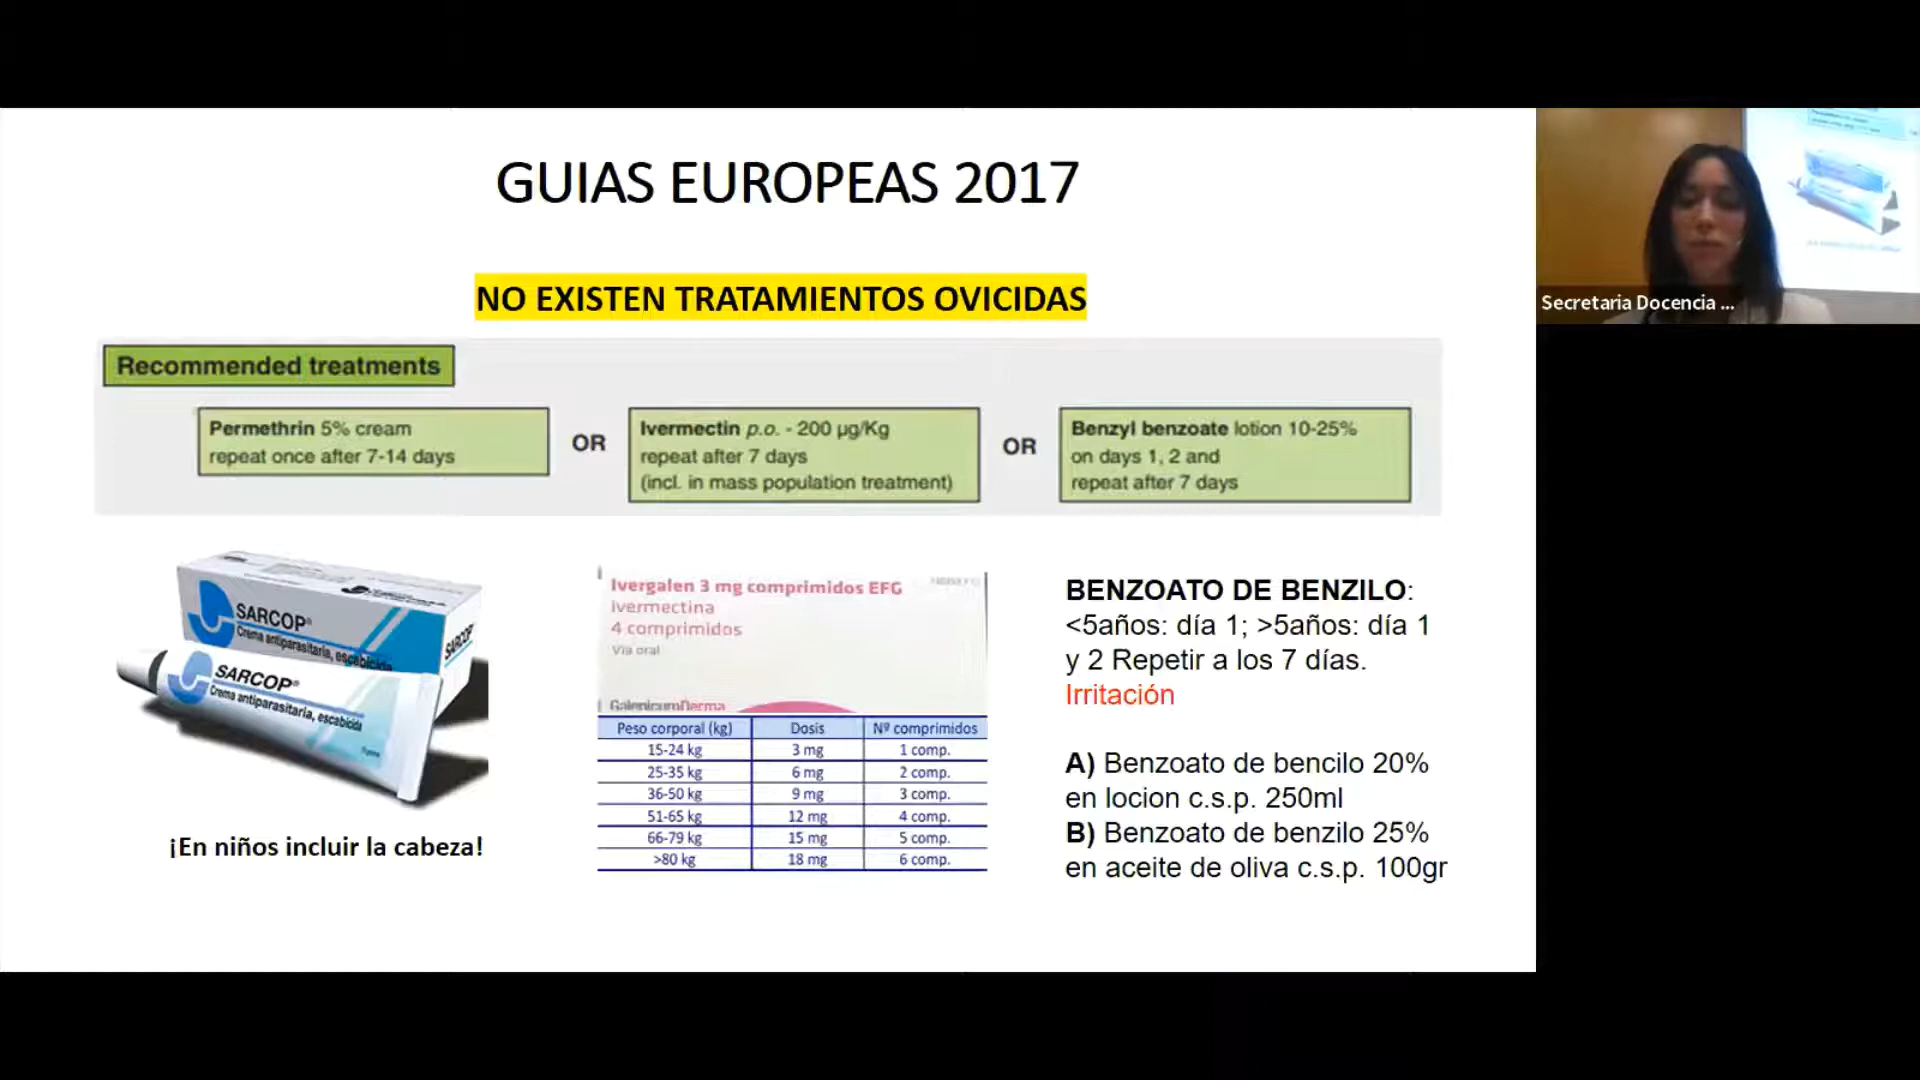 GUIAS EUROPEAS 2017
NO EXISTEN TRATAMIENTOS OVICIDAS
Recommended treatments
Permethrin 5% cream
repeat once after 7-14 days
OR
Ivermectin p.o. - 200 µg/Kg
repeat after 7 days
(incl. in mass population treatment)
OR
Benzyl benzoate lotion 10-25%
on days 1, 2 and
repeat after 7 days
SARCOP®
Crema antiparasitaria, escabicida
SARCOP
SARCOP®
Crema antiparasitaria, escabicida
¡En niños incluir la cabeza!
Ivergalen 3 mg comprimidos EFG
Ivermectina
4 comprimidos
Vía oral
GalenicumDerma
Peso corporal (kg) Dosis Nº comprimidos
15-24 kg 3 mg 1 comp.
25-35 kg 6 mg 2 comp.
36-50 kg 9 mg 3 comp.
51-65 kg 12 mg 4 comp.
66-79 kg 15 mg 5 comp.
>80 kg 18 mg 6 comp.
BENZOATO DE BENZILO:
<5años: día 1; >5años: día 1
y 2 Repetir a los 7 días.
Irritación
A) Benzoato de bencilo 20%
en locion c.s.p. 250ml
B) Benzoato de benzilo 25%
en aceite de oliva c.s.p. 100gr
Secretaria Docencia ...